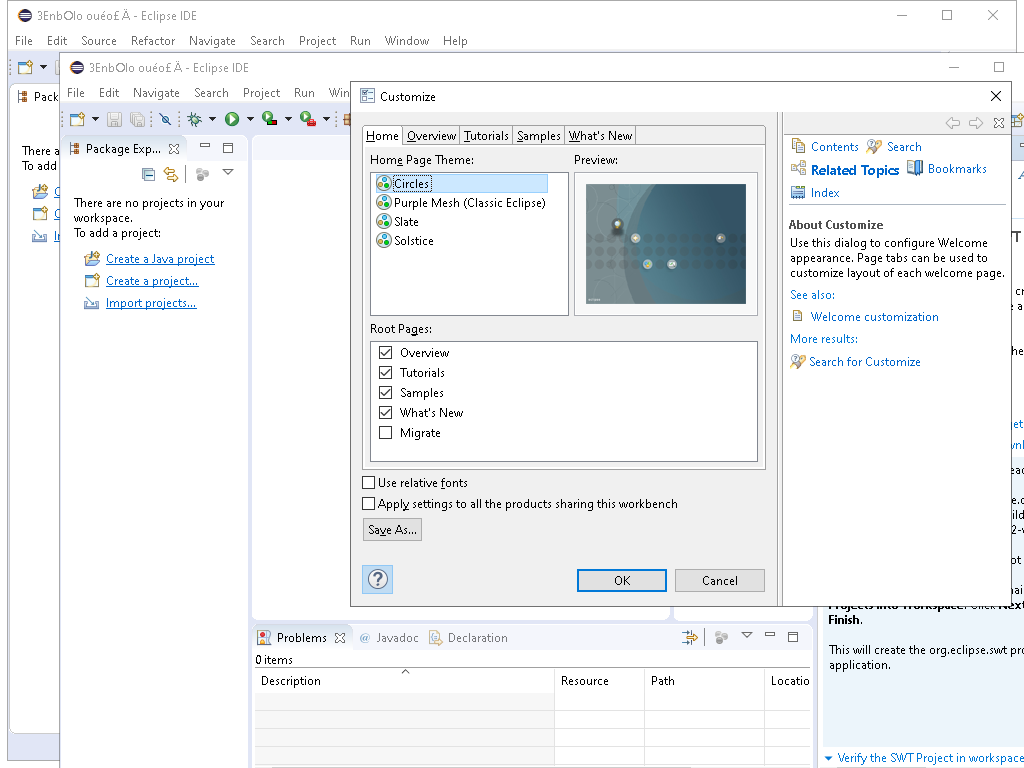 3EnbOlo ouéo£ Ä - Eclipse IDE
File Edit Source Refactor Navigate Search Project Run Window Help
3EnbOlo ouéo£ Ä - Eclipse IDE
File Edit Navigate Search Project Run
Customize
Home Overview Tutorials Samples What's New
Home Page Theme:
Preview:
Circles
Purple Mesh (Classic Eclipse)
Slate
Solstice
Root Pages:
Overview
Tutorials
Samples
What's New
Migrate
Use relative fonts
Apply settings to all the products sharing this workbench
Save As...
OK Cancel
Contents Search
Related Topics Bookmarks
Index
About Customize
Use this dialog to configure Welcome
appearance. Page tabs can be used to
customize layout of each welcome page.
See also:
Welcome customization
More results:
Search for Customize
Package Exp...
There are no projects in your
workspace.
To add a project:
Create a Java project
Create a project...
Import projects...
Pack
There a
To add
Problems Javadoc Declaration
0 items
Description Resource Path Locatio
Finish.
This will create the org.eclipse.swt pro
application.
Verify the SWT Project in workspace